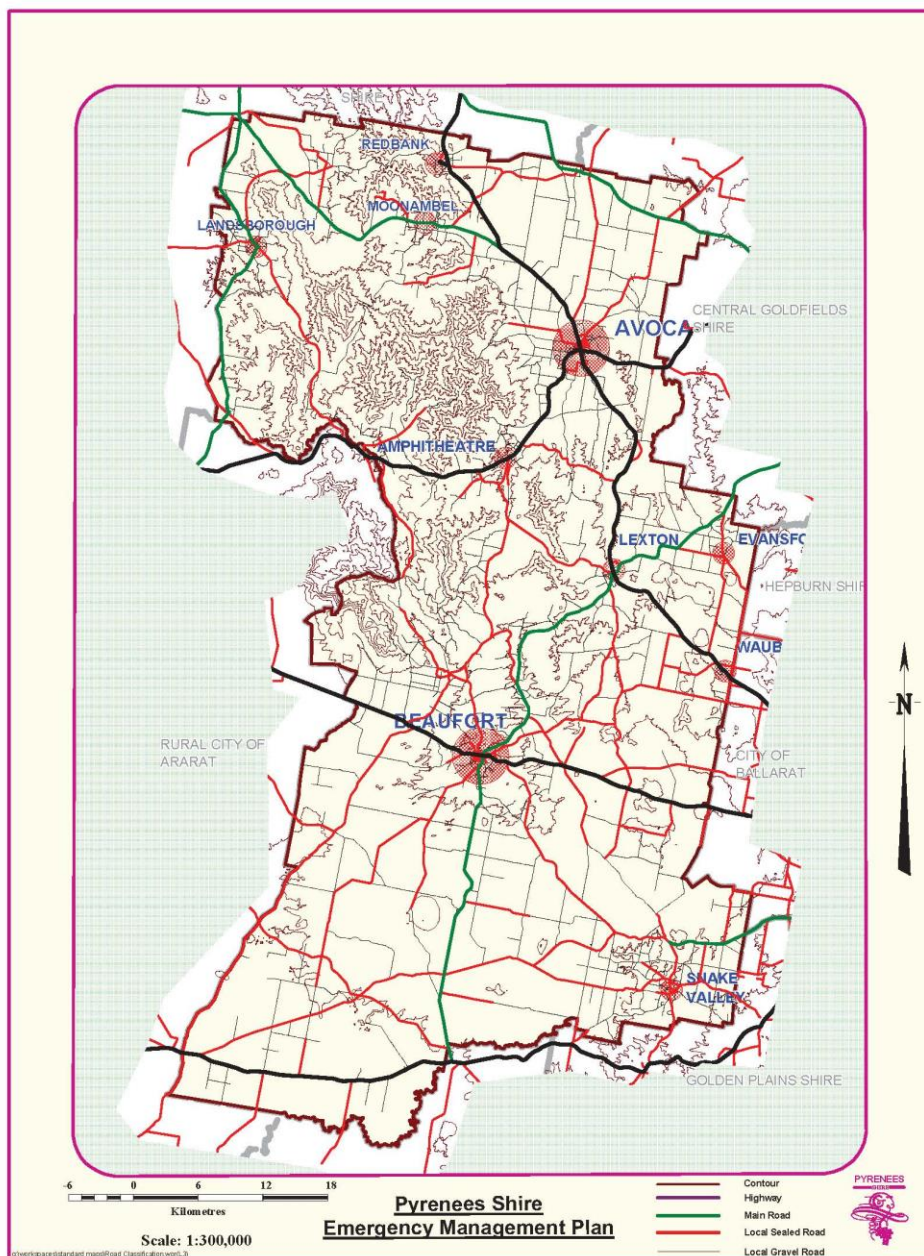 SHIRE
REDBANK
MOONAMBEL
LANDSBOROUGH
CENTRAL GOLDFIELDS
SHIRE
AVOCA
AMPHITHEATRE
LEXTON
EVANSFO
HEPBURN SHIR
WAUB
N
BEAUFORT
RURAL CITY OF
ARARAT
CITY OF
BALLARAT
SNAKE
VALLEY
GOLDEN PLAINS SHIRE
-6 0 6 12 18
Kilometres
Scale: 1:300,000
Pyrenees Shire
Emergency Management Plan
Contour
Highway
Main Road
Local Sealed Road
Local Gravel Road
PYRENEES
SHIRE